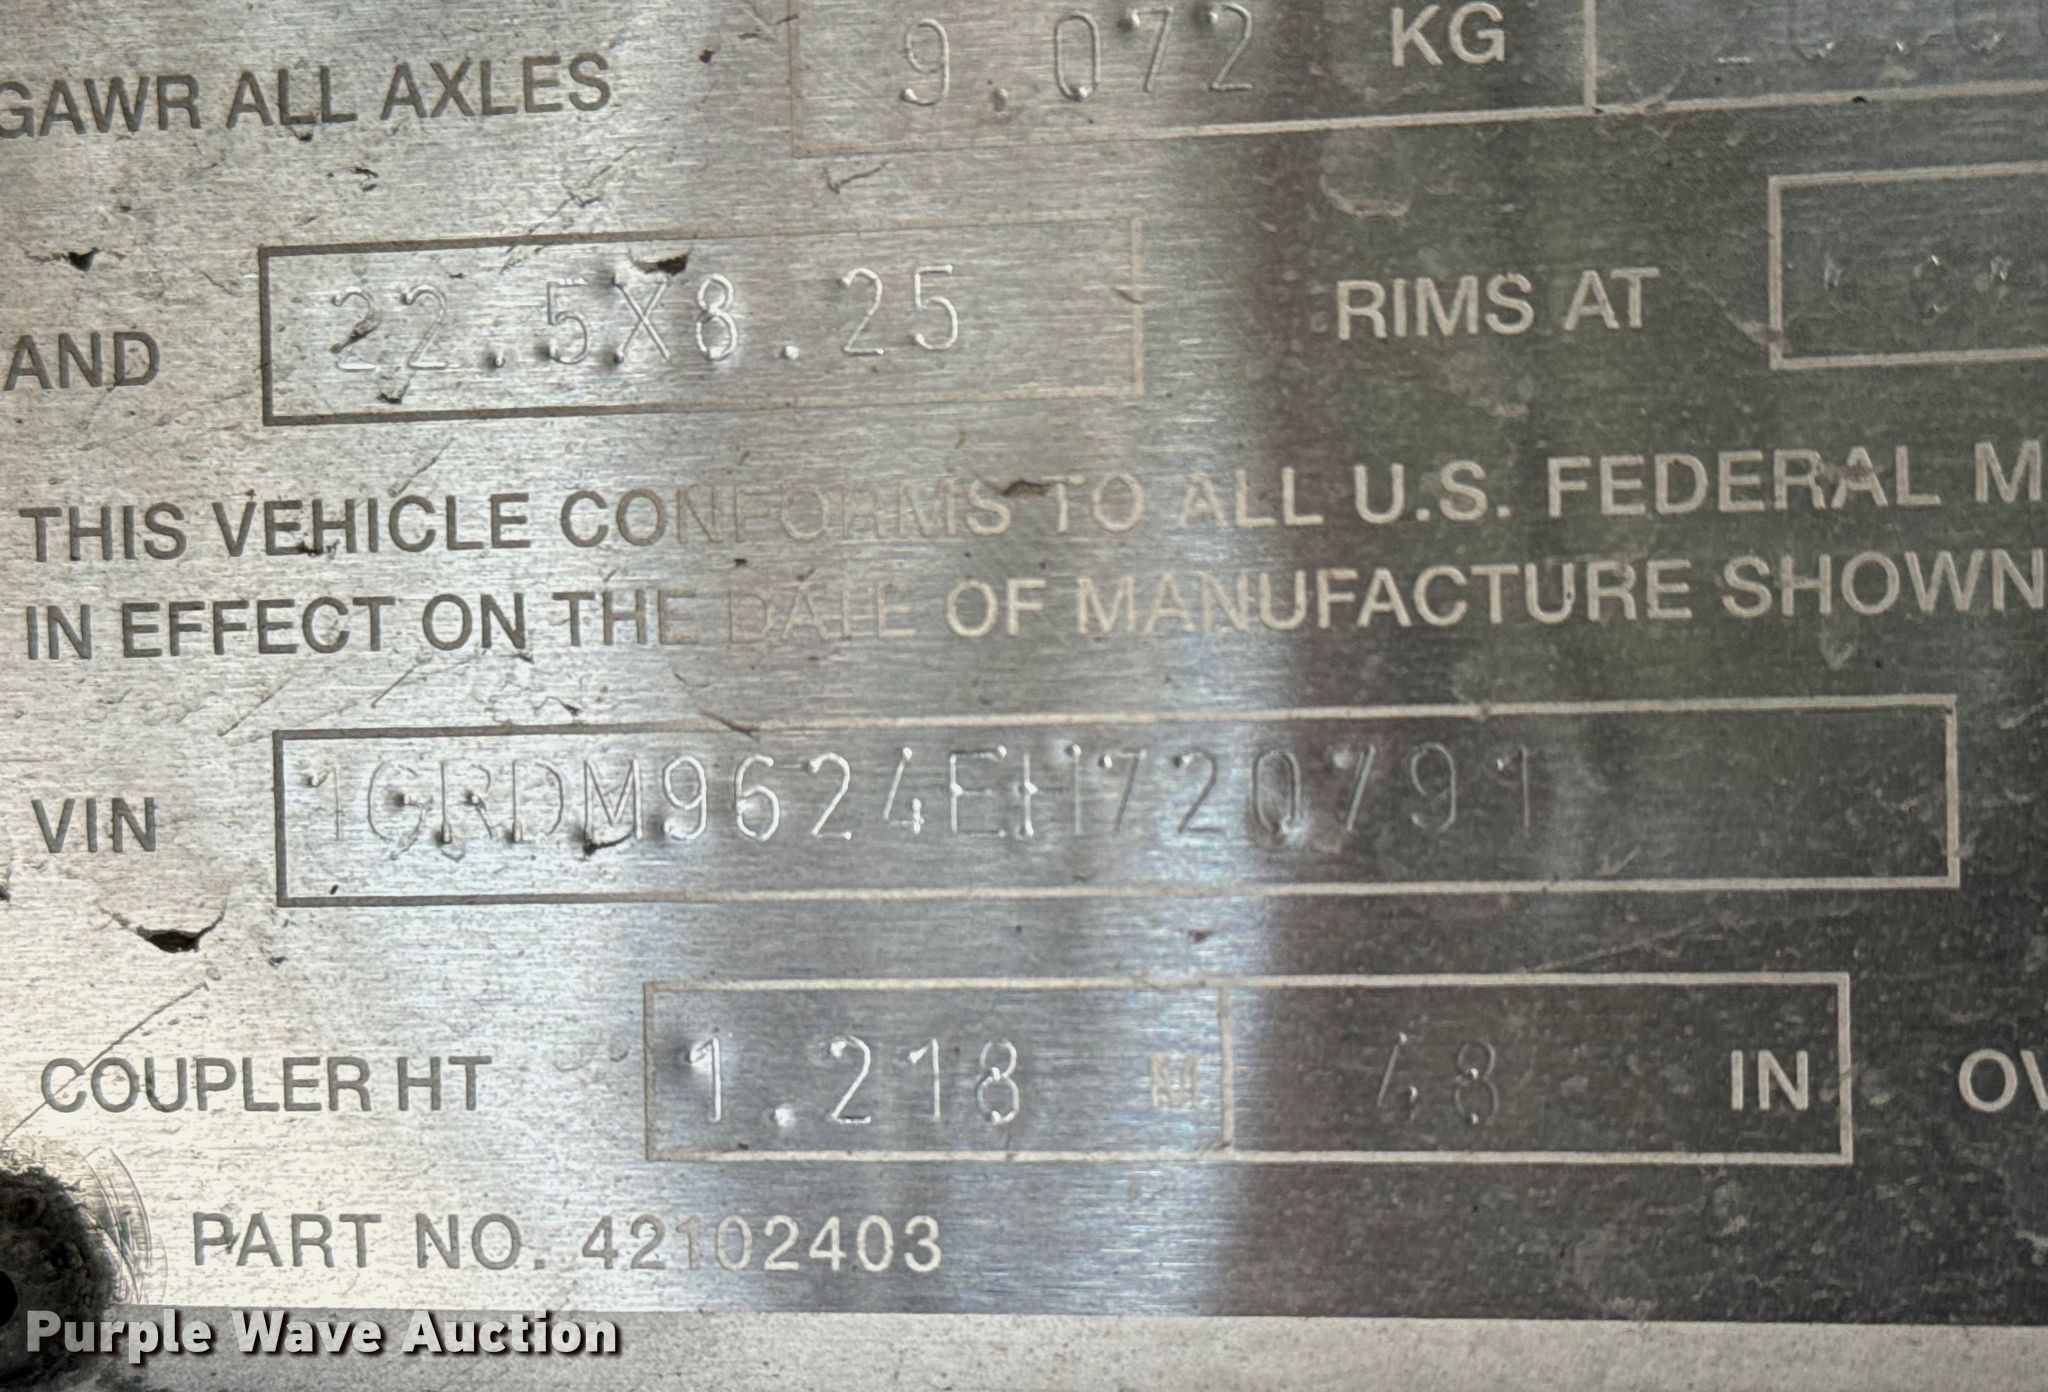 GAWR ALL AXLES 9.072 KG
AND 22.5X8.25 RIMS AT
THIS VEHICLE CONFORMS TO ALL U.S. FEDERAL M
IN EFFECT ON THE DATE OF MANUFACTURE SHOWN
VIN 1GRDM9624EH720791
COUPLER HT 1.218 M 48 IN OV
PART NO. 42102403
Purple Wave Auction